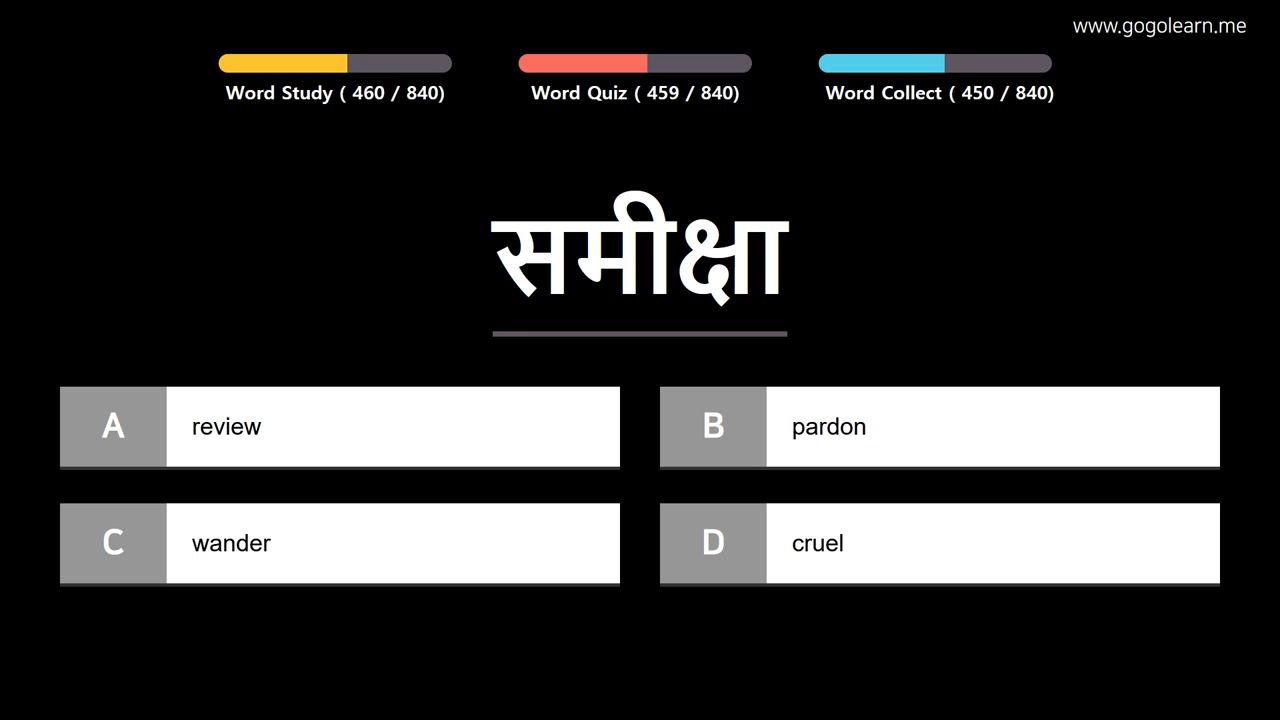 www.gogolearn.me
Word Study ( 460 / 840)
Word Quiz ( 459 / 840)
Word Collect ( 450 / 840)
समीक्षा
A review
B pardon
C wander
D cruel